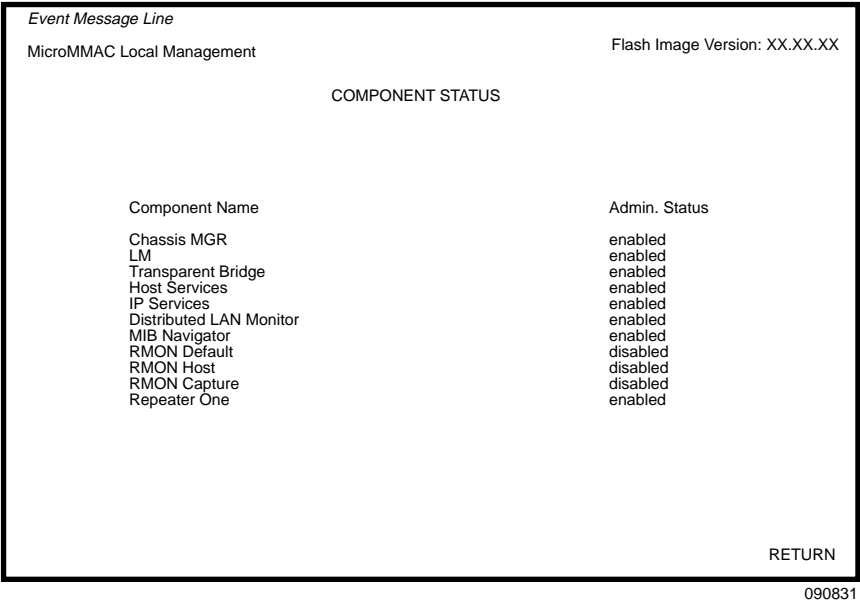 Event Message Line
MicroMMAC Local Management Flash Image Version: XX.XX.XX
COMPONENT STATUS
Component Name Admin. Status
Chassis MGR enabled
LM enabled
Transparent Bridge enabled
Host Services enabled
IP Services enabled
Distributed LAN Monitor enabled
MIB Navigator enabled
RMON Default disabled
RMON Host disabled
RMON Capture disabled
Repeater One enabled
RETURN
090831